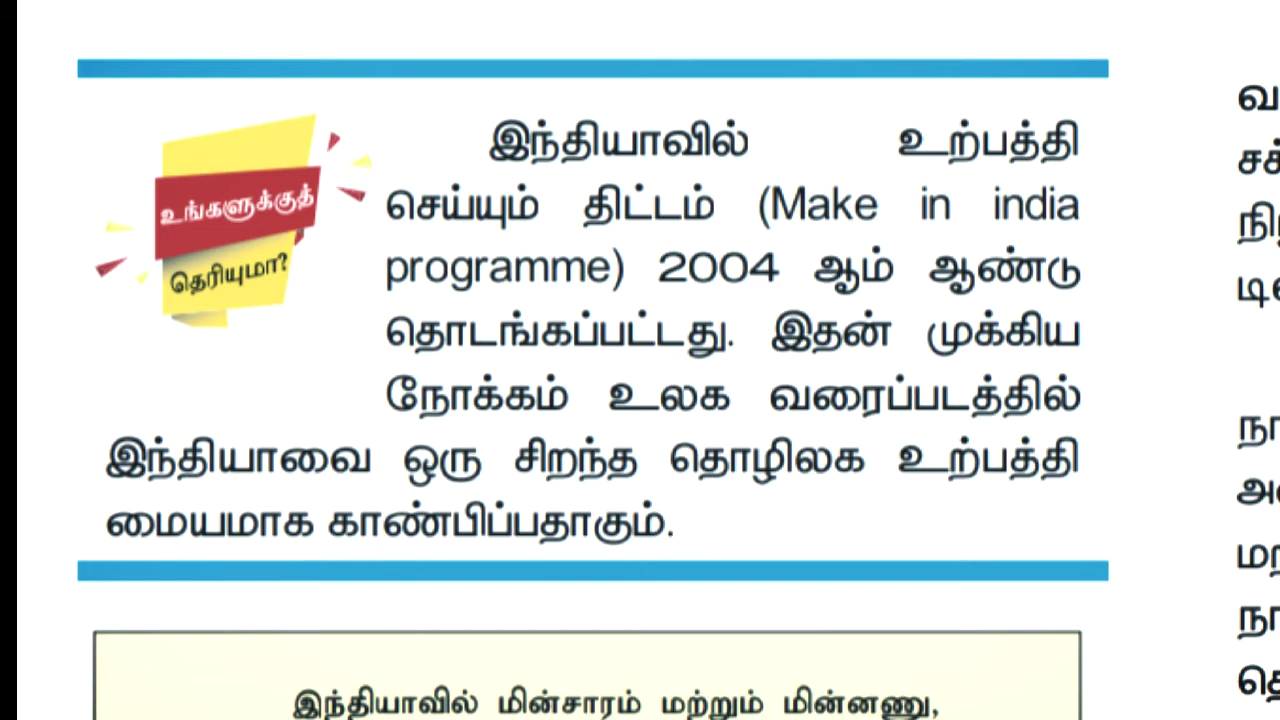 உங்களுக்குத்
தெரியுமா?
இந்தியாவில் உற்பத்தி
செய்யும் திட்டம் (Make in india
programme) 2004 ஆம் ஆண்டு
தொடங்கப்பட்டது. இதன் முக்கிய
நோக்கம் உலக வரைப்படத்தில்
இந்தியாவை ஒரு சிறந்த தொழிலக உற்பத்தி
மையமாக காண்பிப்பதாகும்.
இந்தியாவில் மின்சாரம் மற்றும் மின்னணு,